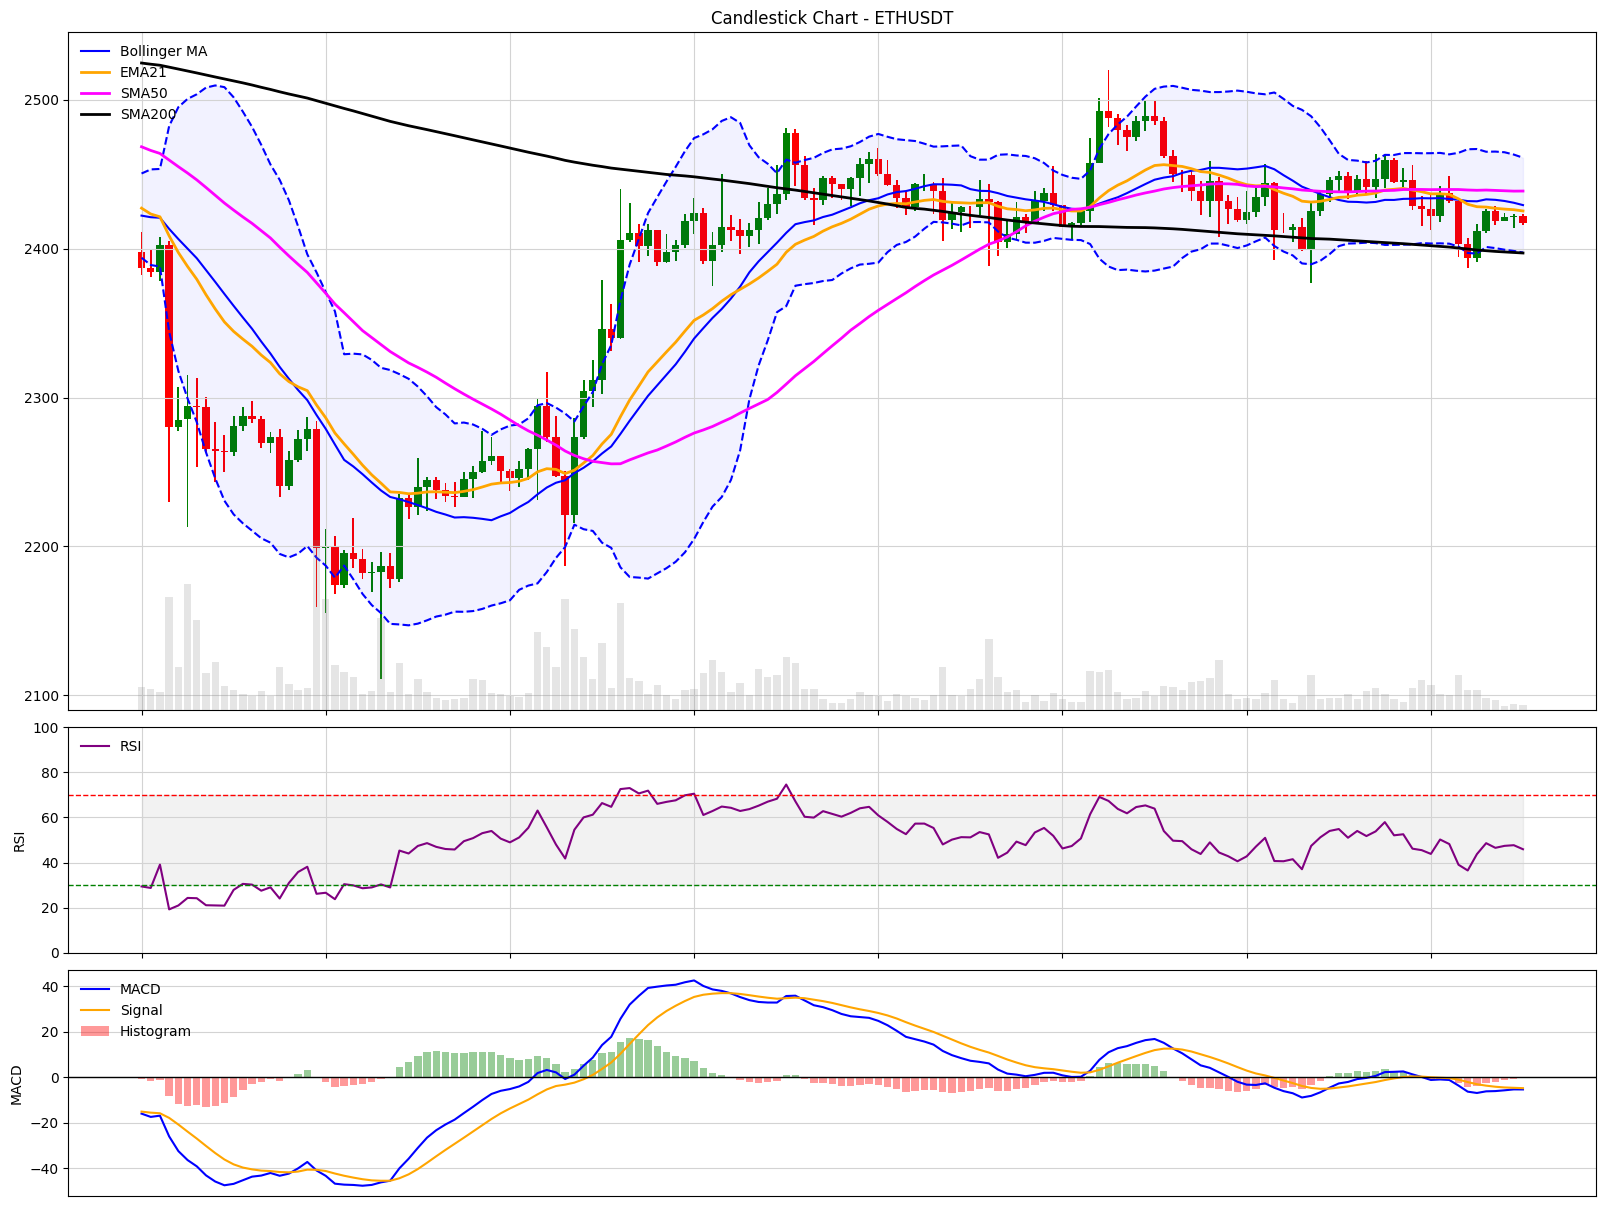 Candlestick Chart - ETHUSDT
Bollinger MA
EMA21
SMA50
SMA200
2500
2400
2300
2200
2100
RSI
100
80
60
40
20
0
RSI
MACD
Signal
Histogram
40
20
0
−20
−40
MACD